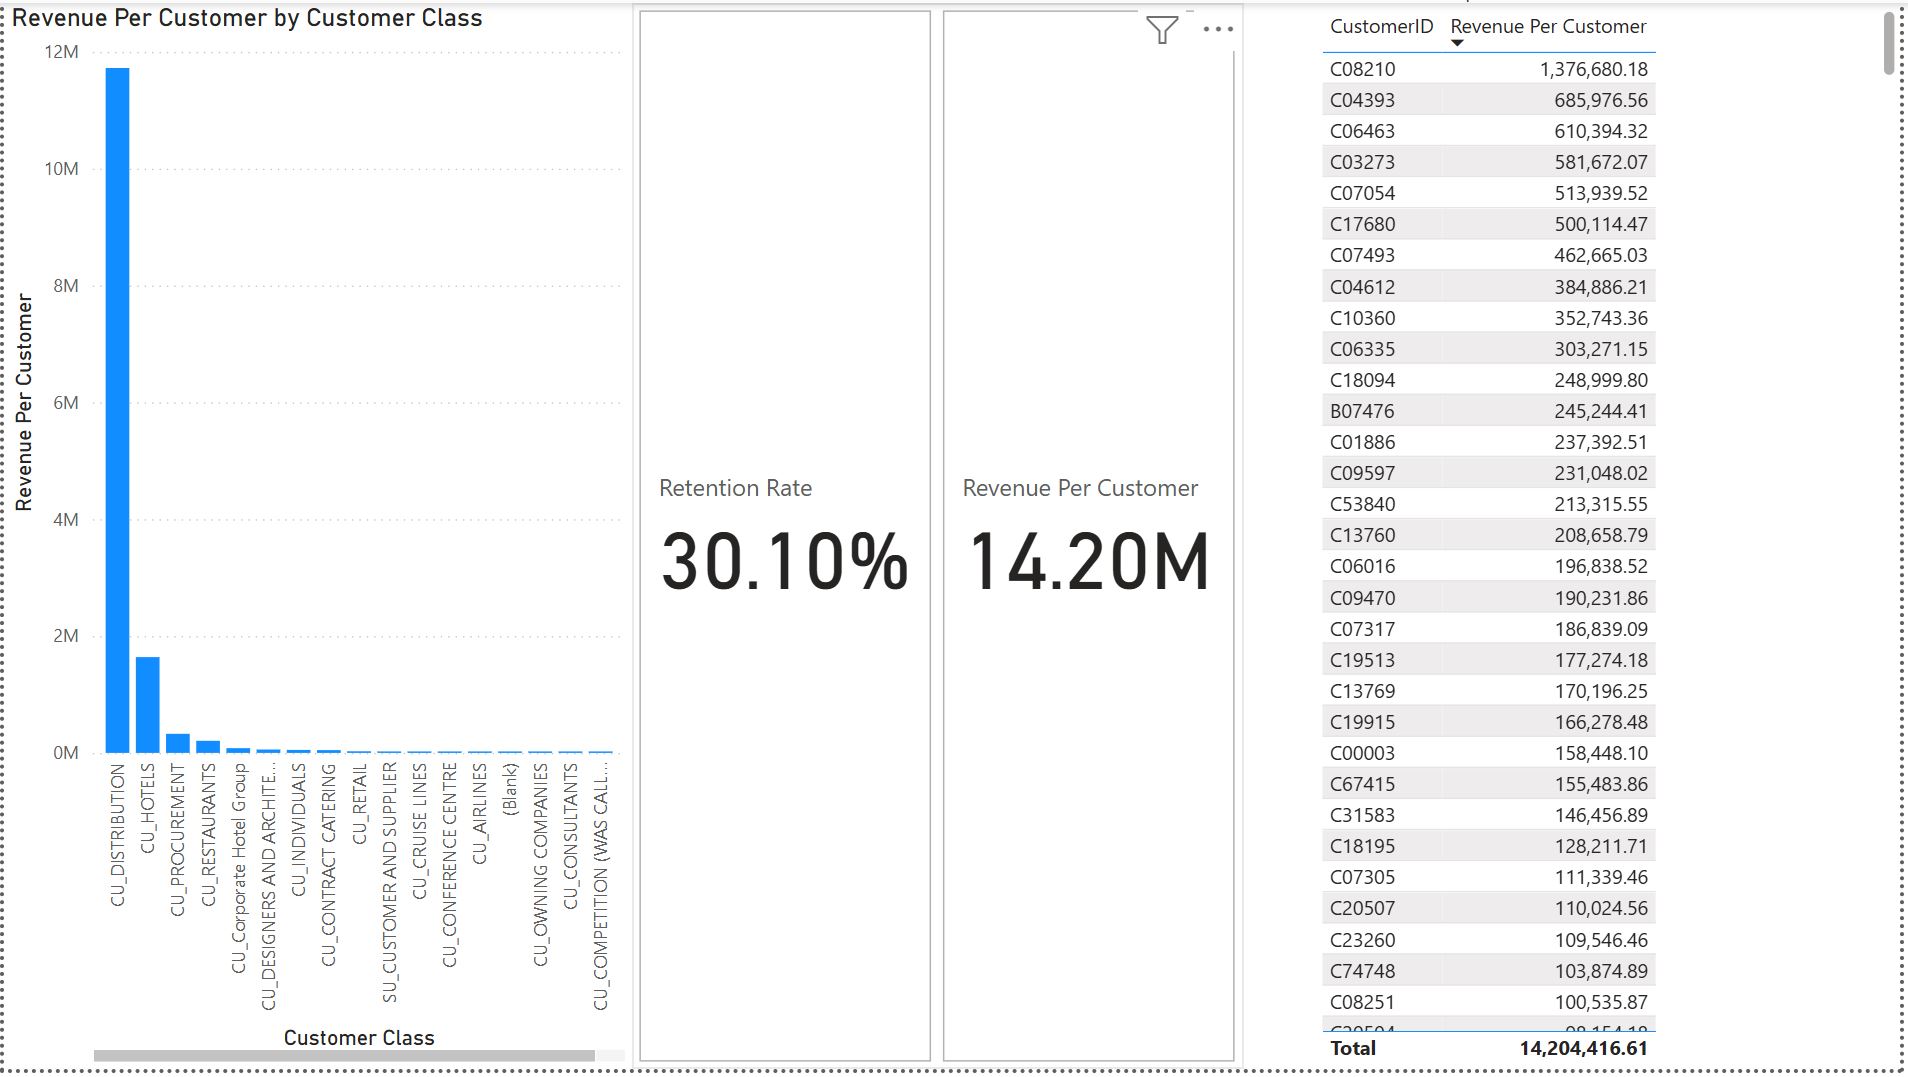 Revenue Per Customer by Customer Class
12M
10M
8M
6M
4M
2M
0M
Revenue Per Customer
CU_DISTRIBUTION
CU_HOTELS
CU_PROCUREMENT
CU_RESTAURANTS
CU_Corporate Hotel Group
CU_DESIGNERS AND ARCHITE...
CU_INDIVIDUALS
CU_CONTRACT CATERING
CU_RETAIL
SU_CUSTOMER AND SUPPLIER
CU_CRUISE LINES
CU_CONFERENCE CENTRE
CU_AIRLINES
(Blank)
CU_OWNING COMPANIES
CU_CONSULTANTS
CU_COMPETITION (WAS CALL...
Customer Class
Retention Rate
30.10%
Revenue Per Customer
14.20M
CustomerID Revenue Per Customer
C08210 1,376,680.18
C04393 685,976.56
C06463 610,394.32
C03273 581,672.07
C07054 513,939.52
C17680 500,114.47
C07493 462,665.03
C04612 384,886.21
C10360 352,743.36
C06335 303,271.15
C18094 248,999.80
B07476 245,244.41
C01886 237,392.51
C09597 231,048.02
C53840 213,315.55
C13760 208,658.79
C06016 196,838.52
C09470 190,231.86
C07317 186,839.09
C19513 177,274.18
C13769 170,196.25
C19915 166,278.48
C00003 158,448.10
C67415 155,483.86
C31583 146,456.89
C18195 128,211.71
C07305 111,339.46
C20507 110,024.56
C23260 109,546.46
C74748 103,874.89
C08251 100,535.87
Total 14,204,416.61